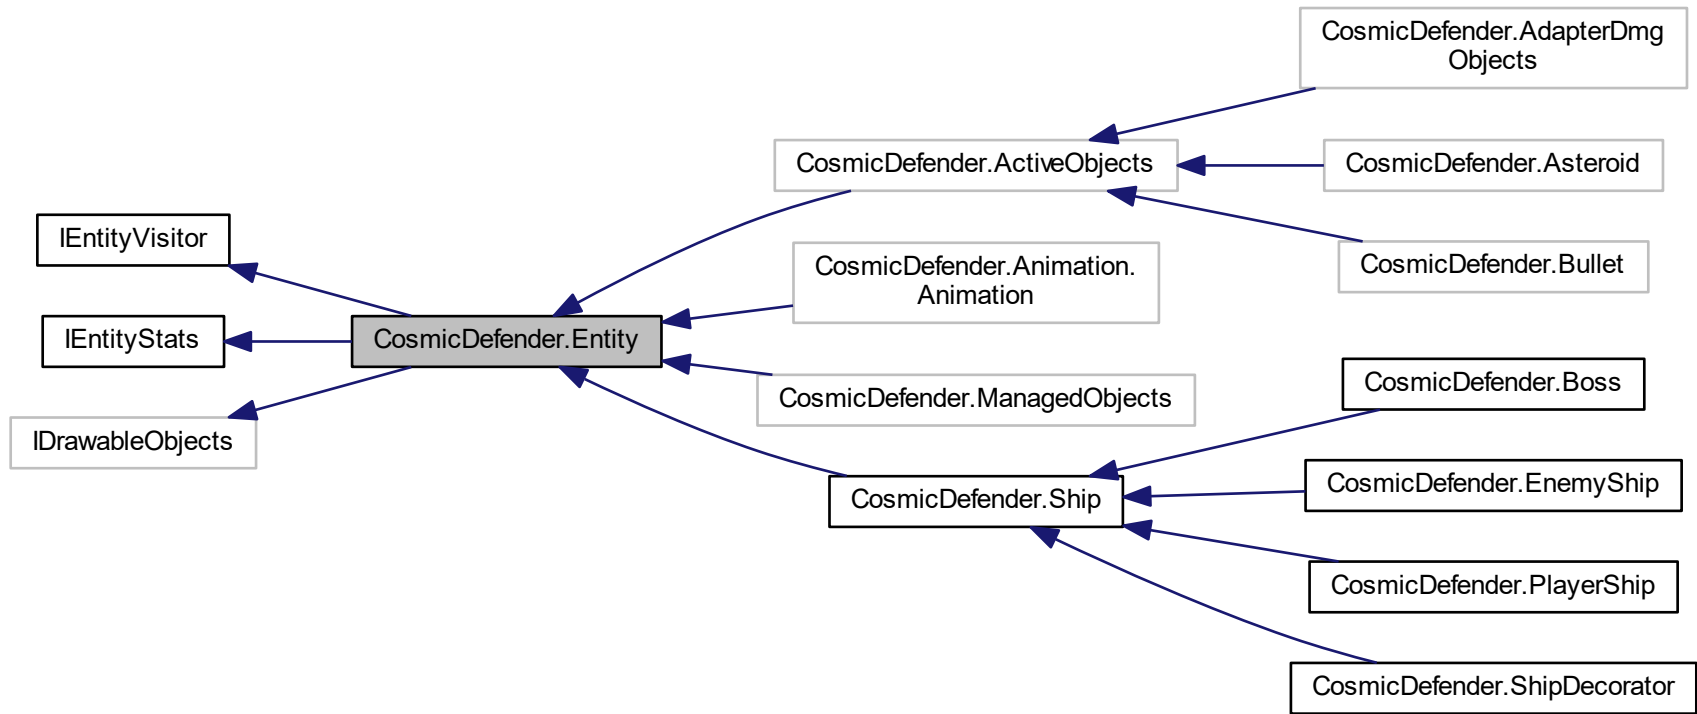 IEntityVisitor
IEntityStats
IDrawableObjects
CosmicDefender.Entity
CosmicDefender.ActiveObjects
CosmicDefender.Animation.
Animation
CosmicDefender.ManagedObjects
CosmicDefender.Ship
CosmicDefender.AdapterDmg
Objects
CosmicDefender.Asteroid
CosmicDefender.Bullet
CosmicDefender.Boss
CosmicDefender.EnemyShip
CosmicDefender.PlayerShip
CosmicDefender.ShipDecorator